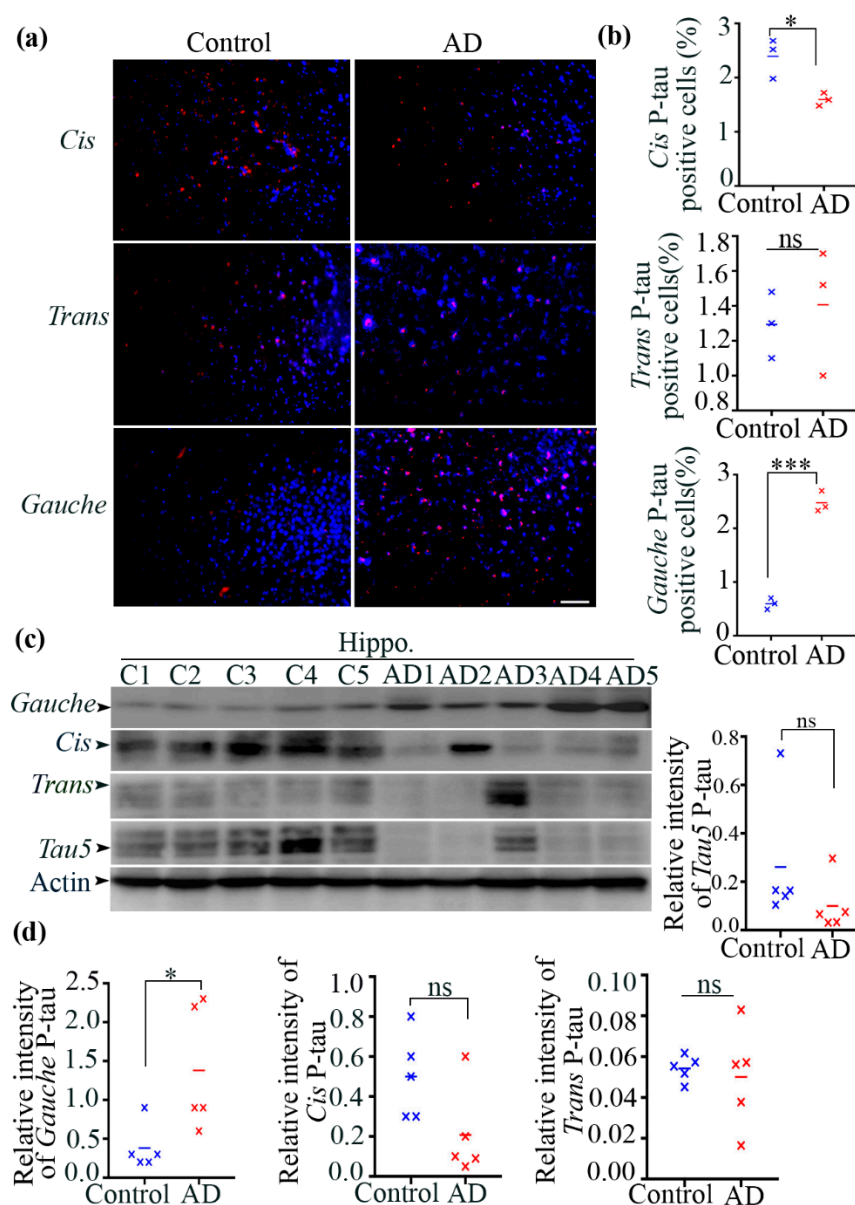 (a)
Control AD
Cis
Trans
Gauche
(b)
Cis P-tau
positive cells (%)
3
2
1
0
*
Control AD
Trans P-tau
positive cells(%)
1.8
1.6
1.4
1.2
1.0
0.8
ns
Control AD
Gauche P-tau
positive cells(%)
3
2
1
0
***
Control AD
(c)
Hippo.
C1 C2 C3 C4 C5 AD1 AD2 AD3 AD4 AD5
Gauche
Cis
Trans
Tau5
Actin
Relative intensity
of Tau5 P-tau
0.8
0.6
0.4
0.2
0.0
ns
Control AD
(d)
Relative intensity
of Gauche P-tau
2.5
2.0
1.5
1.0
0.5
0.0
*
Control AD
Relative intensity of
Cis P-tau
1.0
0.8
0.6
0.4
0.2
0.0
ns
Control AD
Relative intensity of
Trans P-tau
0.10
0.08
0.06
0.04
0.02
0.00
ns
Control AD